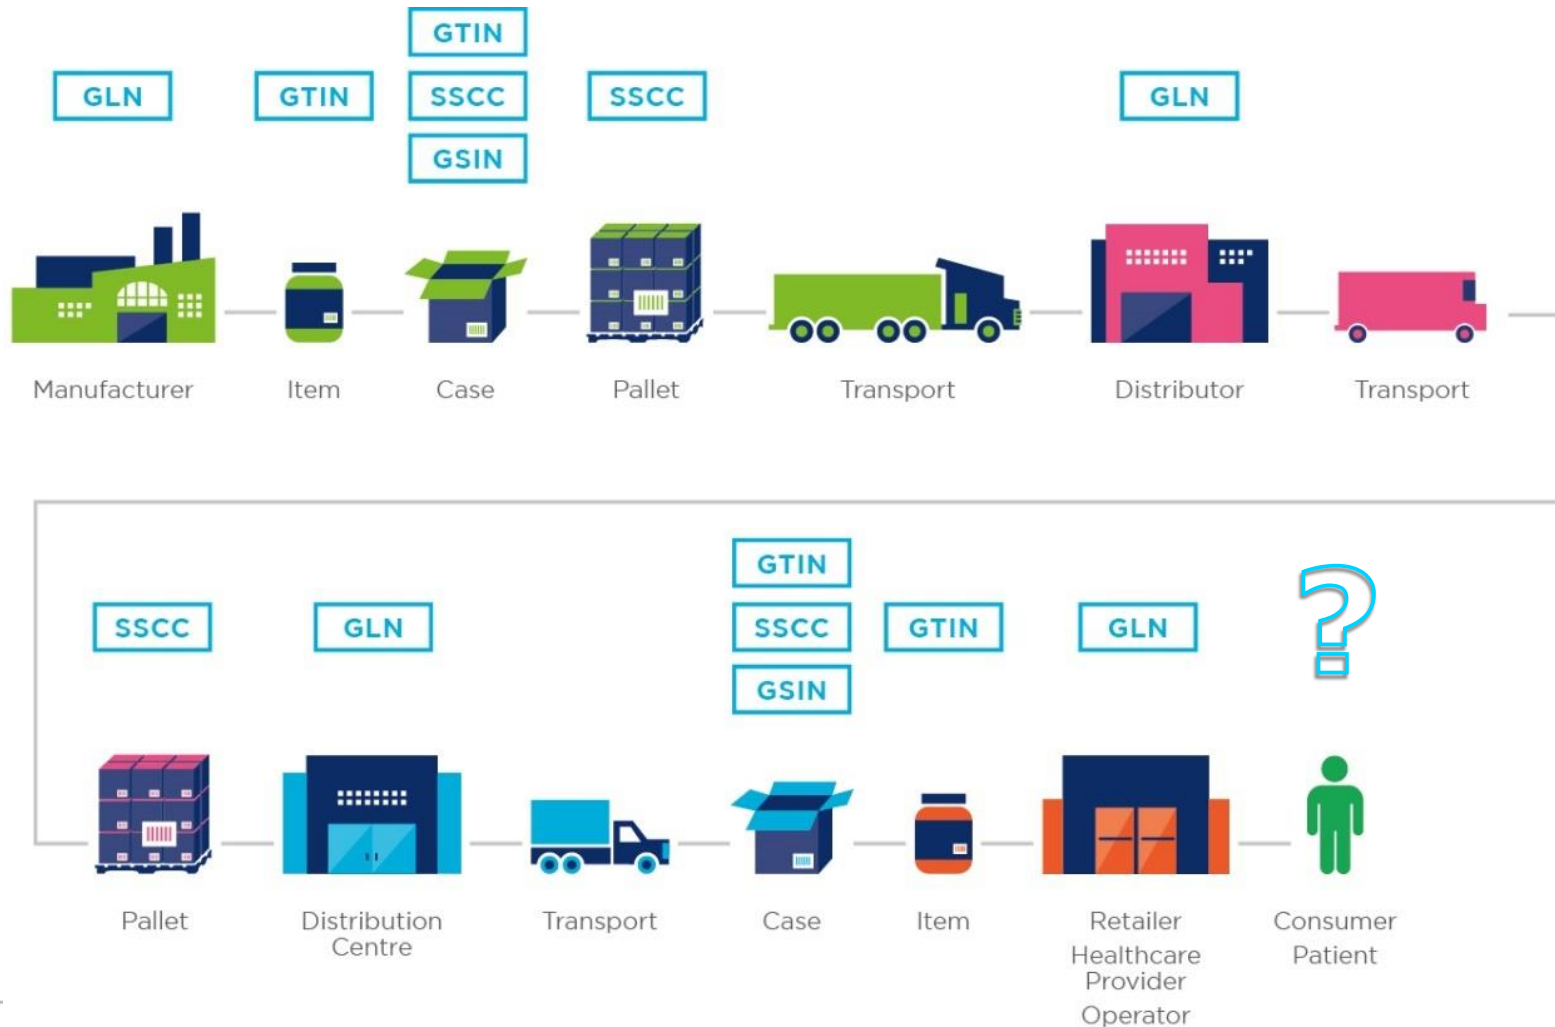 GTIN
GLN
GTIN
SSCC
SSCC
GLN
GSIN
Manufacturer
Item
Case
Pallet
Transport
Distributor
Transport
GTIN
?
SSCC
GLN
SSCC
GTIN
GLN
GSIN
Pallet
Distribution
Centre
Transport
Case
Item
Retailer
Healthcare
Provider
Operator
Consumer
Patient